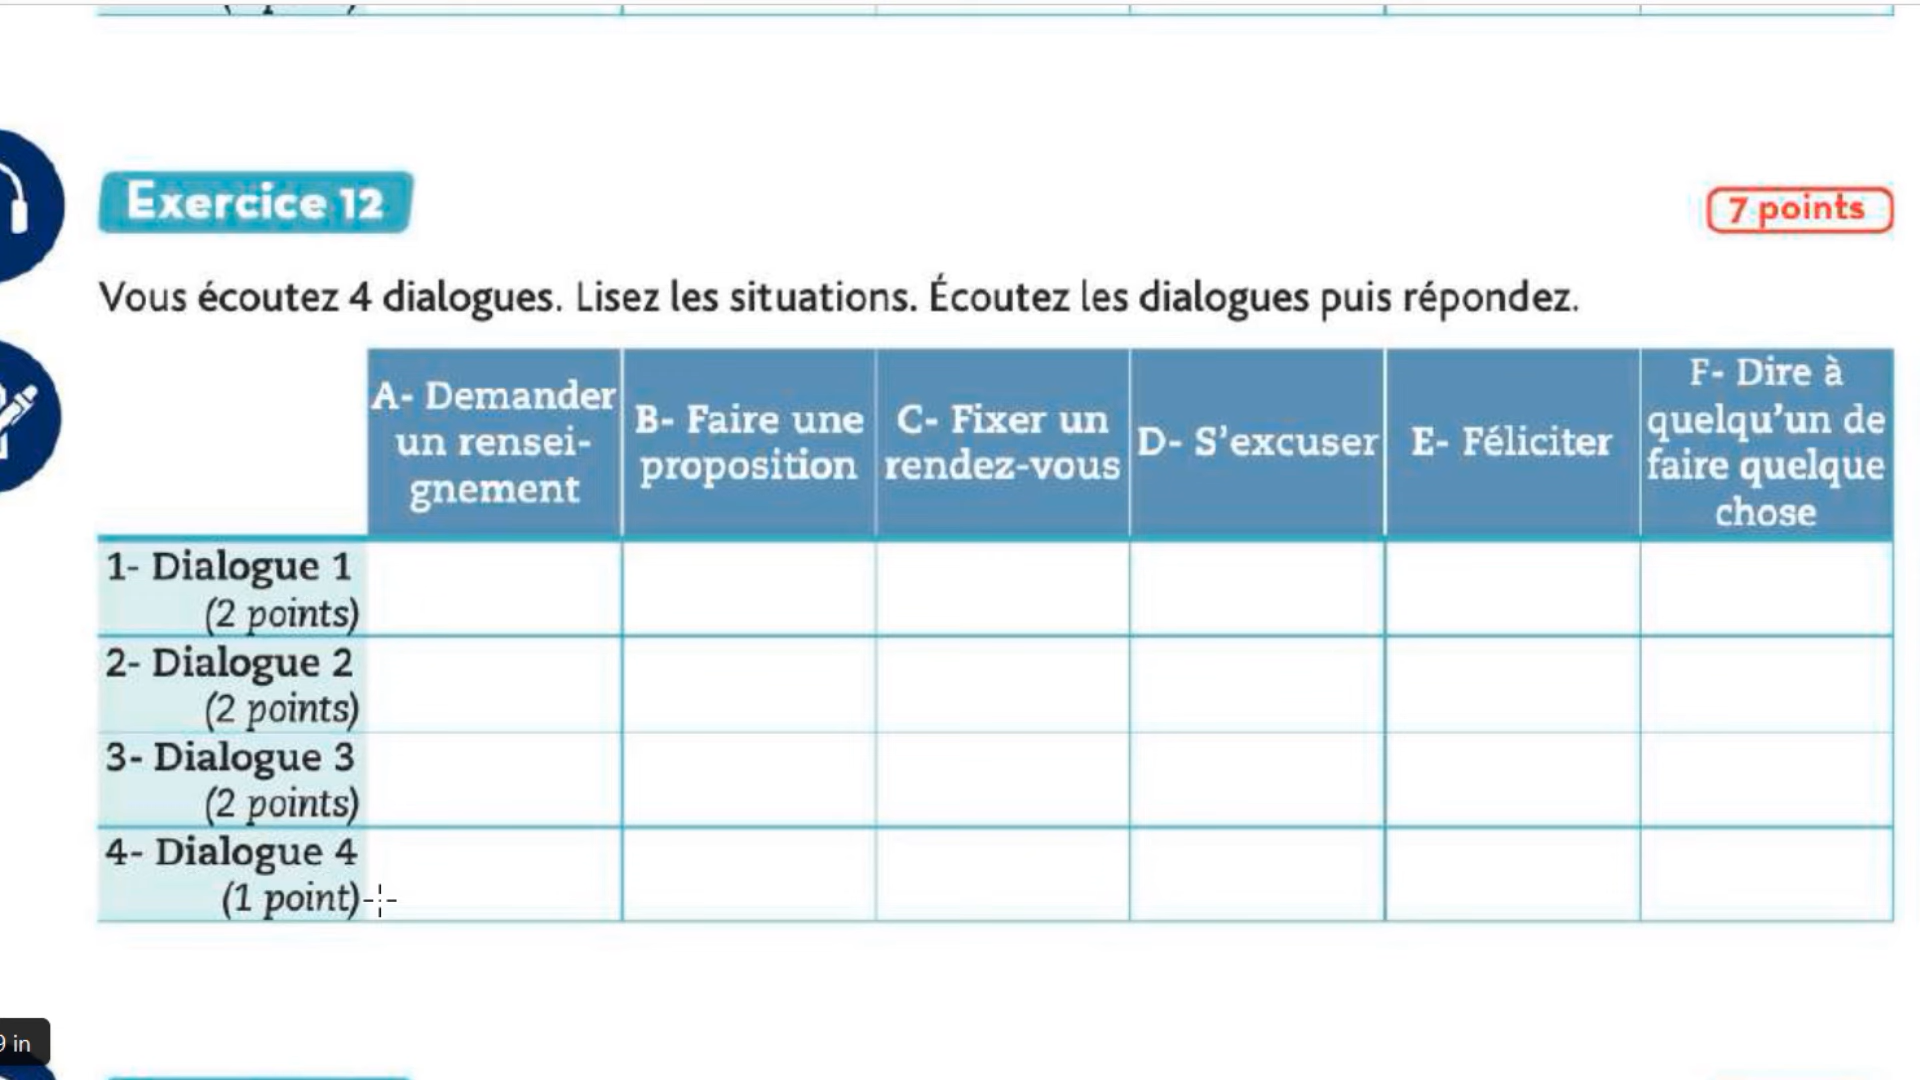 Exercice 12
7 points
Vous écoutez 4 dialogues. Lisez les situations. Écoutez les dialogues puis répondez.
A- Demander
un rensei-
gnement
B- Faire une
proposition
C- Fixer un
rendez-vous
D- S'excuser
E- Féliciter
F- Dire à
quelqu'un de
faire quelque
chose
1- Dialogue 1
(2 points)
2- Dialogue 2
(2 points)
3- Dialogue 3
(2 points)
4- Dialogue 4
(1 point)
9 in